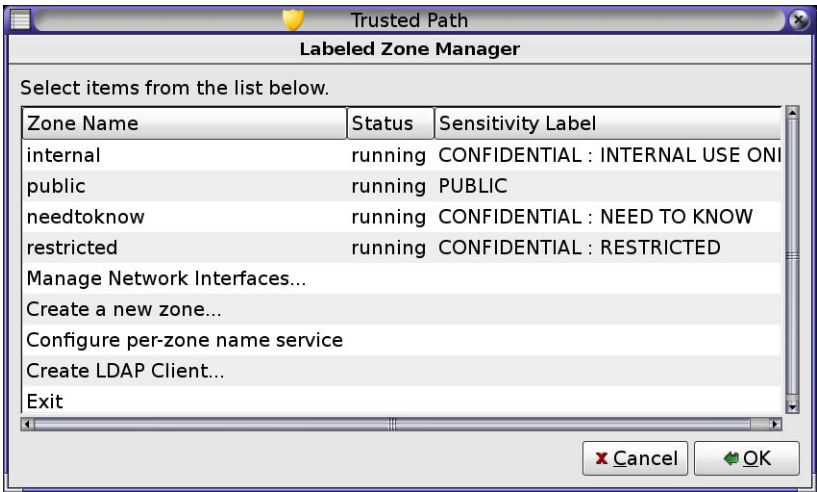 Trusted Path
Labeled Zone Manager
Select items from the list below.
Zone Name Status Sensitivity Label
internal running CONFIDENTIAL : INTERNAL USE
public running PUBLIC
needtoknow running CONFIDENTIAL : NEED TO KNOW
restricted running CONFIDENTIAL : RESTRICTED
Manage Network Interfaces...
Create a new zone...
Configure per-zone name service
Create LDAP Client...
Exit
Cancel OK